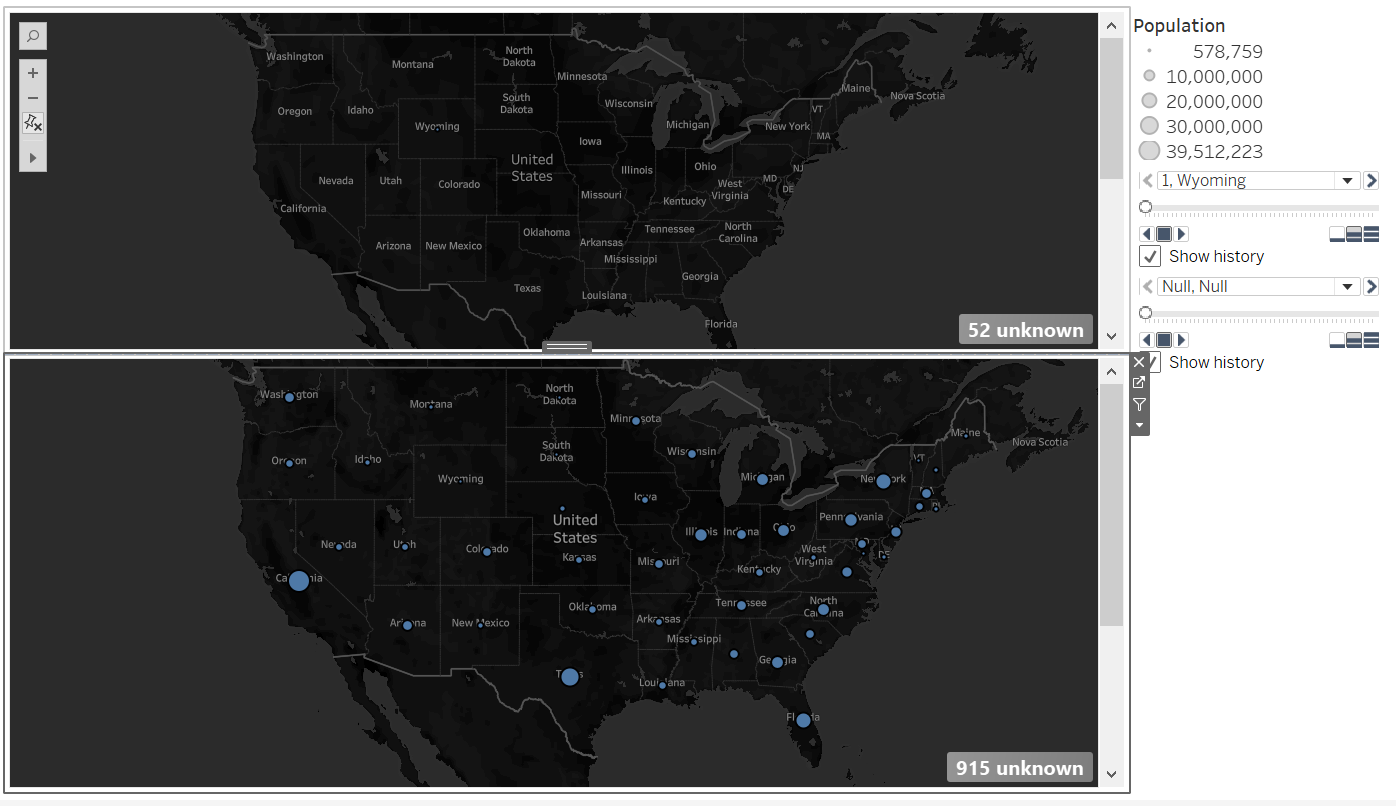 Washington
Montana
North
Dakota
Minnesota
Oregon
Idaho
Wyoming
South
Dakota
Wisconsin
Michigan
Maine
Nova Scotia
VT
New York
MA
Iowa
United
States
Nevada
Utah
Colorado
Illinois
Ohio
NJ
MD
DE
West
Virginia
Missouri
Kentucky
California
Arizona
New Mexico
Oklahoma
Arkansas
Tennessee
North
Carolina
Mississippi
Georgia
Texas
Louisiana
Florida
52 unknown
Population
578,759
10,000,000
20,000,000
30,000,000
39,512,223
1, Wyoming
Show history
Null, Null
Show history
Washington
Montana
North
Dakota
Minnesota
Oregon
Idaho
Wyoming
South
Dakota
Wisconsin
Michigan
Maine
Nova Scotia
VT
New York
Iowa
United
States
Nevada
Utah
Colorado
Kansas
Illinois
Indiana
Ohio
Pennsylvania
DE
West
Virginia
Missouri
Kentucky
California
Arizona
New Mexico
Oklahoma
Arkansas
Tennessee
North
Carolina
Mississippi
Georgia
Texas
Louisiana
Florida
915 unknown